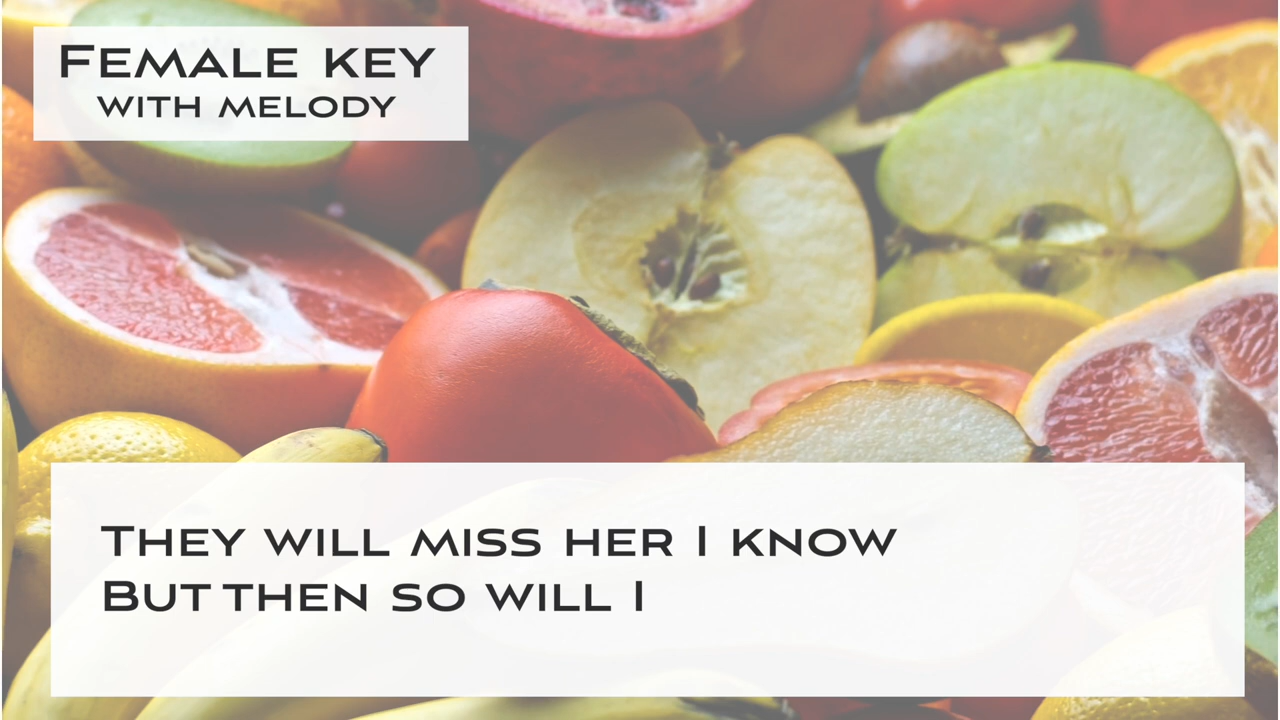 Female key
with melody
They will miss her I know
But then so will I